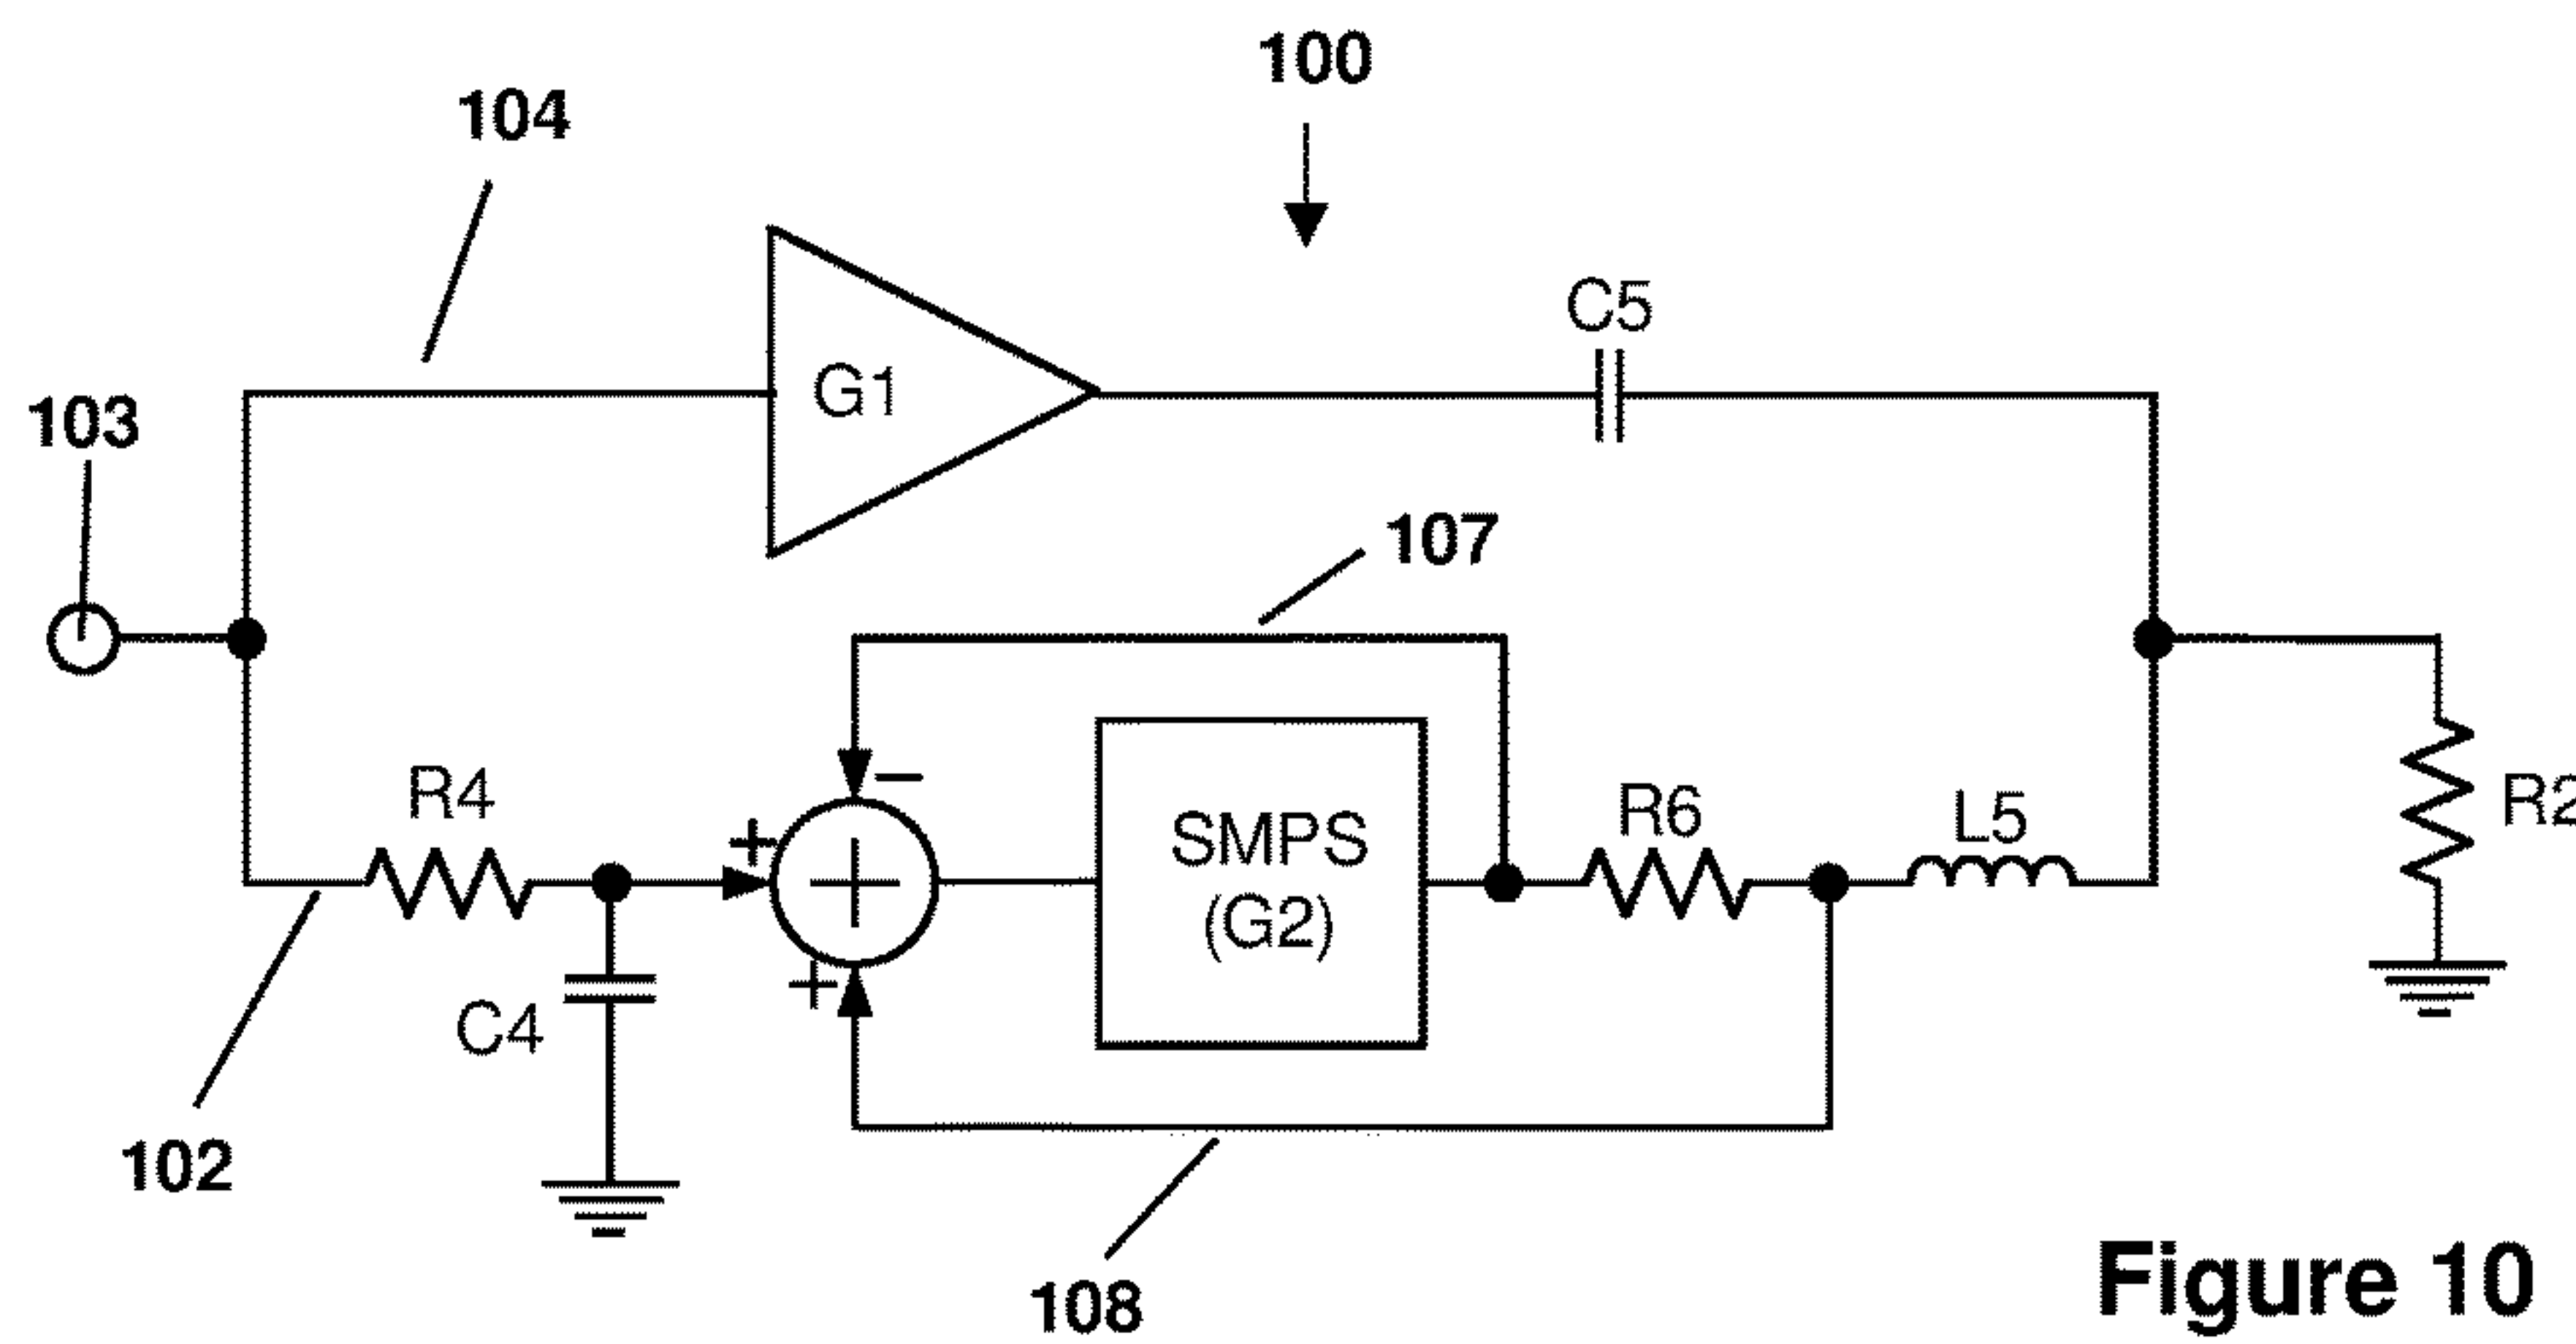 100
104
C5
G1
103
107
R4
−
+
SMPS
(G2)
+
R6
L5
R2
+
C4
102
108
Figure 10